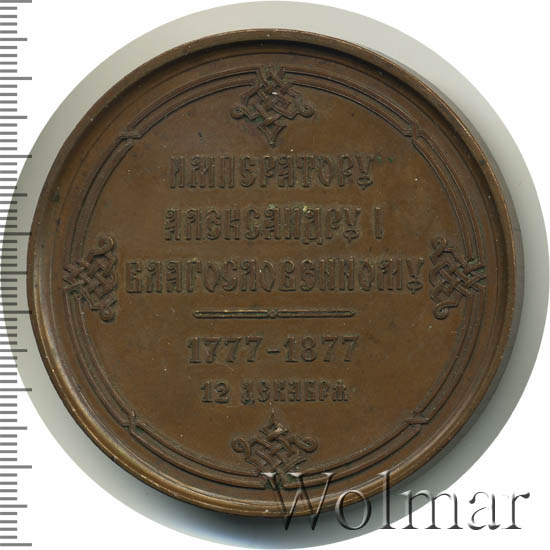 ИМПЕРАТОРУ
АЛЕКСАНДРУ I
БЛАГОСЛОВЕННОМУ
1777-1877
12 ДЕКАБРЯ
Wolmar